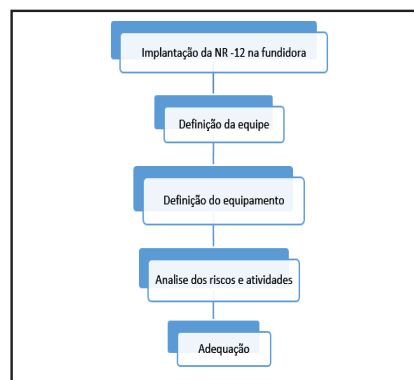 Implantação da NR -12 na fundidora
Definição da equipe
Definição do equipamento
Analise dos riscos e atividades
Adequação